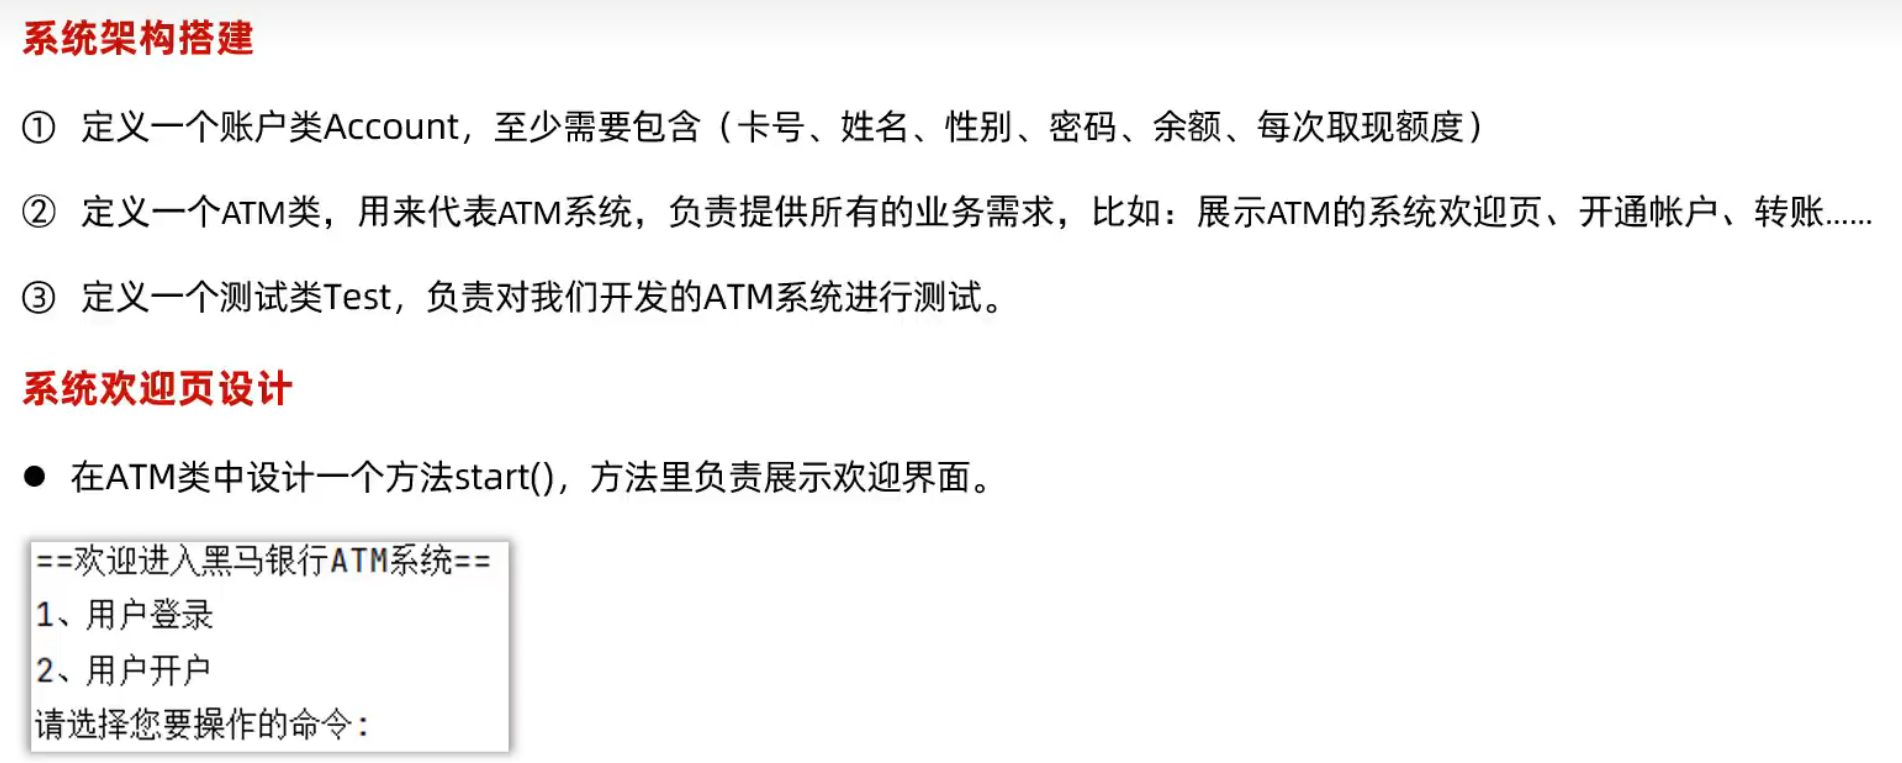 系统架构搭建
① 定义一个账户类Account，至少需要包含（卡号、姓名、性别、密码、余额、每次取现额度）
② 定义一个ATM类，用来代表ATM系统，负责提供所有的业务需求，比如：展示ATM的系统欢迎页、开通帐户、转账......
③ 定义一个测试类Test，负责对我们开发的ATM系统进行测试。
系统欢迎页设计
● 在ATM类中设计一个方法start()，方法里负责展示欢迎界面。
==欢迎进入黑马银行ATM系统==
1、用户登录
2、用户开户
请选择您要操作的命令：